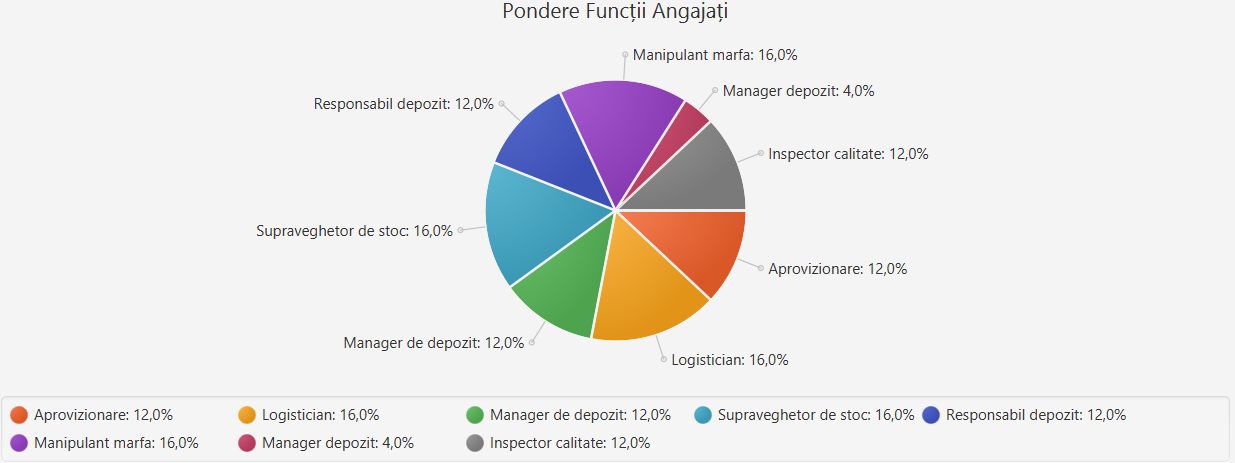 Pondere Funcții Angajați
Manipulant marfa: 16,0%
Manager depozit: 4,0%
Responsabil depozit: 12,0%
Inspector calitate: 12,0%
Supraveghetor de stoc: 16,0%
Aprovizionare: 12,0%
Manager de depozit: 12,0%
Logistician: 16,0%
Aprovizionare: 12,0% Logistician: 16,0% Manager de depozit: 12,0% Supraveghetor de stoc: 16,0% Responsabil depozit: 12,0%
Manipulant marfa: 16,0% Manager depozit: 4,0% Inspector calitate: 12,0%